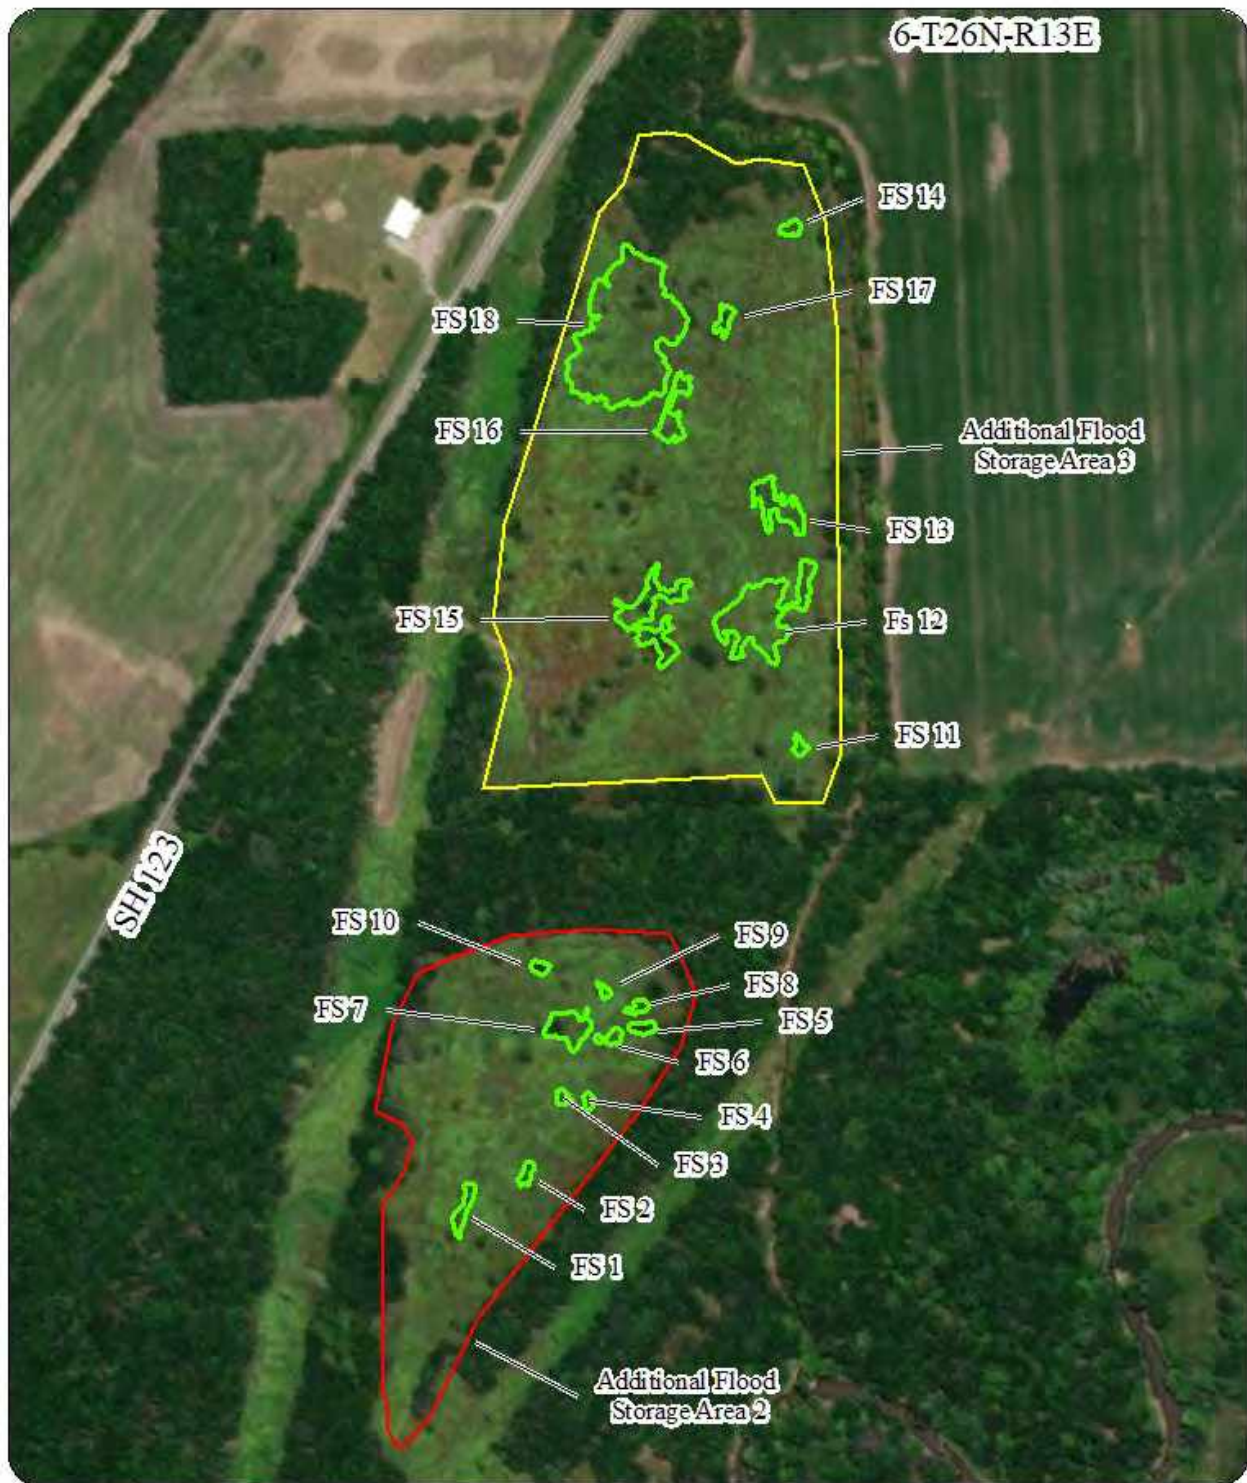 6-T26N-R13E
FS 14
FS 17
FS 18
FS 16
Additional Flood
Storage Area 3
FS 13
FS 15
Fs 12
FS 11
SH 123
FS 10
FS 9
FS 8
FS 7
FS 5
FS 6
FS 4
FS 3
FS 2
FS 1
Additional Flood
Storage Area 2